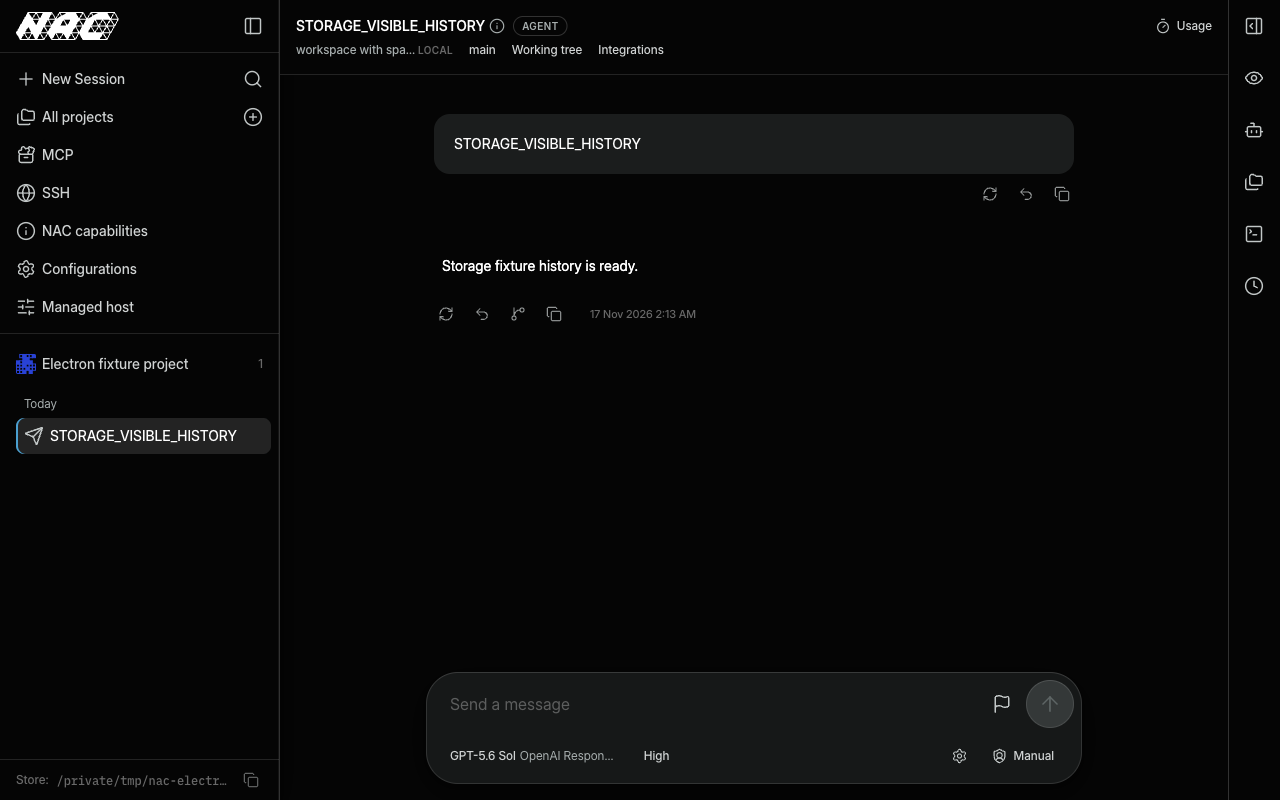 NAC
New Session
All projects
MCP
SSH
NAC capabilities
Configurations
Managed host
Electron fixture project 1
Today
STORAGE_VISIBLE_HISTORY
Store: /private/tmp/nac-electr…
STORAGE_VISIBLE_HISTORY AGENT
workspace with spa... LOCAL main Working tree Integrations
Usage
STORAGE_VISIBLE_HISTORY
Storage fixture history is ready.
17 Nov 2026 2:13 AM
Send a message
GPT-5.6 Sol OpenAI Respon... High Manual